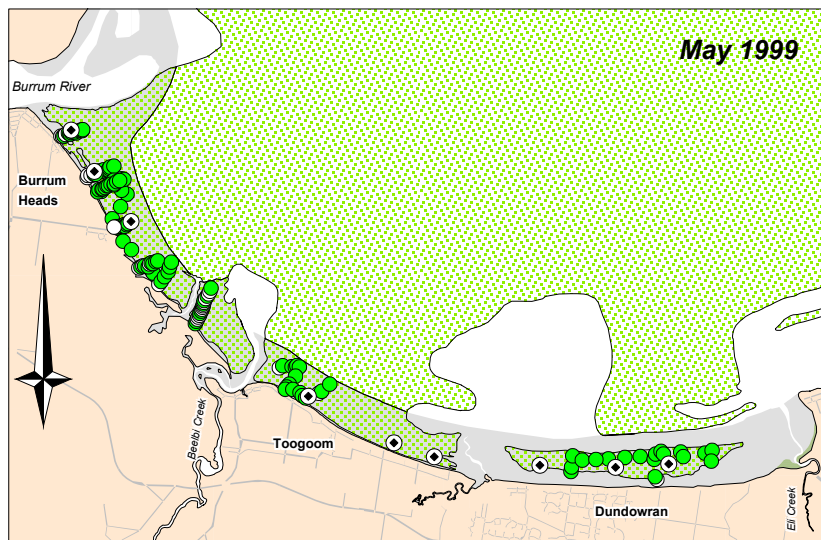 May 1999
Burrum River
Burrum
Heads
Beelbi Creek
Toogoom
Dundowran
Eli Creek